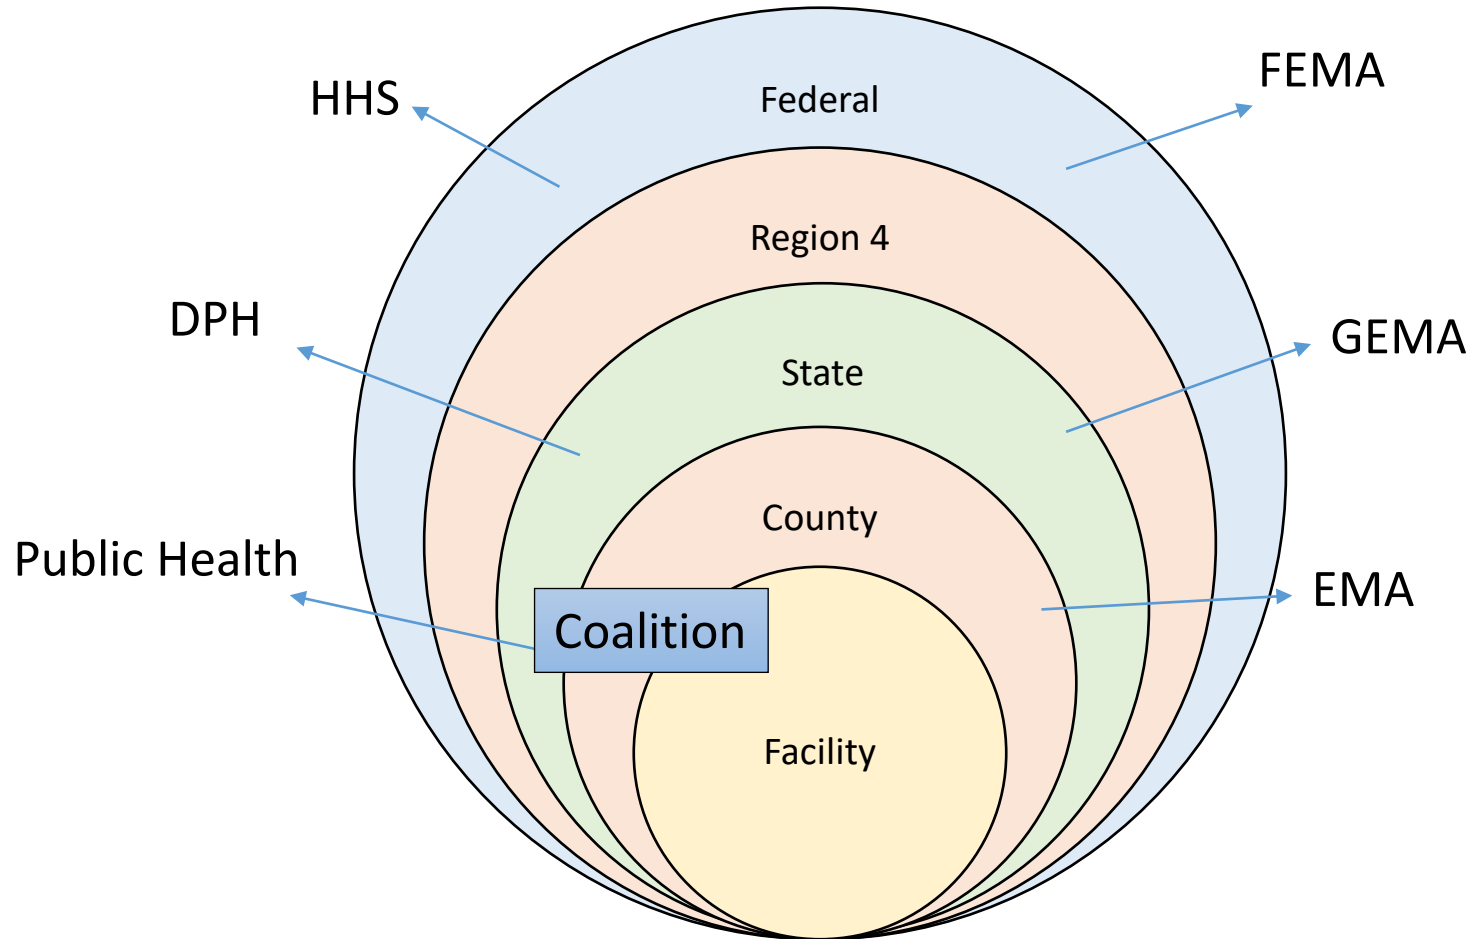 FEMA
HHS
Federal
Region 4
DPH
GEMA
State
County
Public Health
EMA
Coalition
Facility